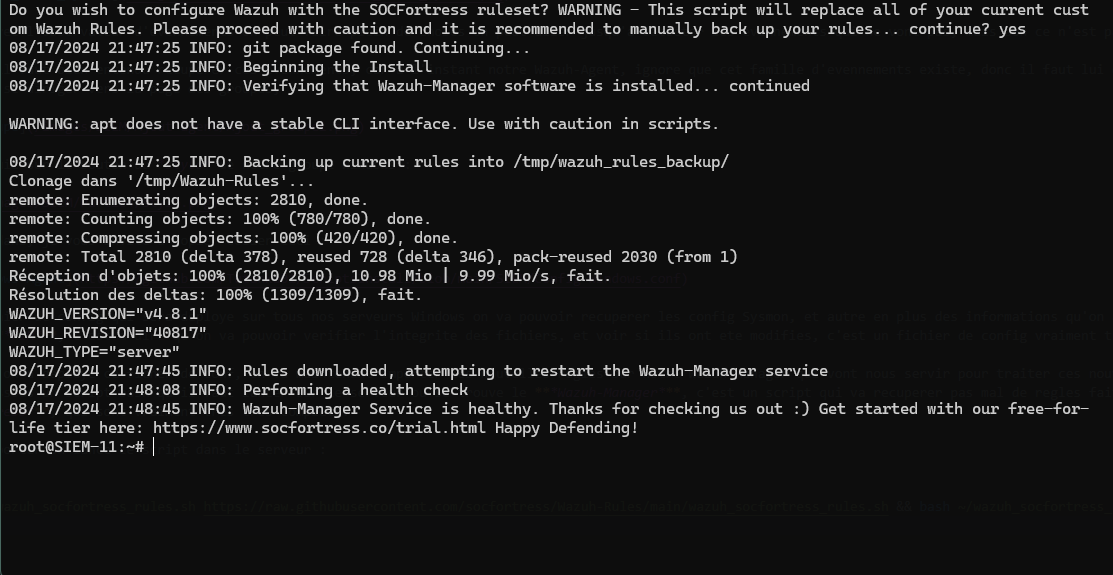 Do you wish to configure Wazuh with the SOCFortress ruleset? WARNING - This script will replace all of your current cust
om Wazuh Rules. Please proceed with caution and it is recommended to manually back up your rules... continue? yes
08/17/2024 21:47:25 INFO: git package found. Continuing...
08/17/2024 21:47:25 INFO: Beginning the Install
08/17/2024 21:47:25 INFO: Verifying that Wazuh-Manager software is installed... continued
WARNING: apt does not have a stable CLI interface. Use with caution in scripts.
08/17/2024 21:47:25 INFO: Backing up current rules into /tmp/wazuh_rules_backup/
Clonage dans '/tmp/Wazuh-Rules'...
remote: Enumerating objects: 2810, done.
remote: Counting objects: 100% (780/780), done.
remote: Compressing objects: 100% (420/420), done.
remote: Total 2810 (delta 378), reused 728 (delta 346), pack-reused 2030 (from 1)
Réception d'objets: 100% (2810/2810), 10.98 Mio | 9.99 Mio/s, fait.
Résolution des deltas: 100% (1309/1309), fait.
WAZUH_VERSION="v4.8.1"
WAZUH_REVISION="40817"
WAZUH_TYPE="server"
08/17/2024 21:47:45 INFO: Rules downloaded, attempting to restart the Wazuh-Manager service
08/17/2024 21:48:08 INFO: Performing a health check
08/17/2024 21:48:45 INFO: Wazuh-Manager Service is healthy. Thanks for checking us out :) Get started with our free-for-
life tier here: https://www.socfortress.co/trial.html Happy Defending!
root@SIEM-11:~#